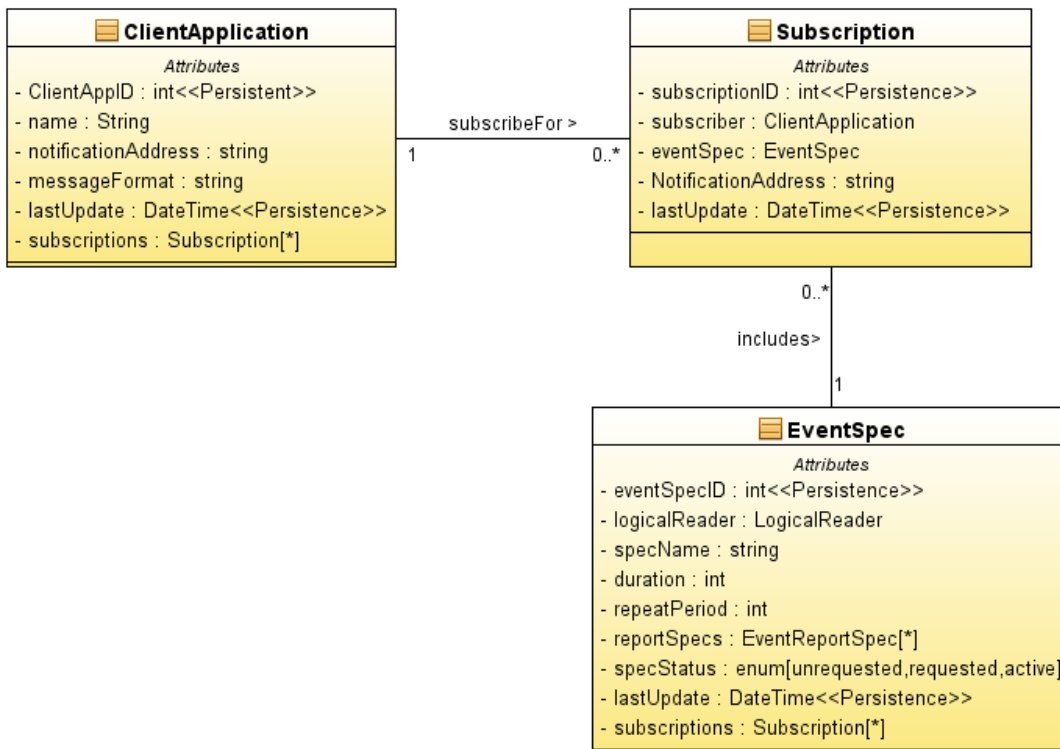 ClientApplication
Attributes
- ClientAppID : int<<Persistent>>
- name : String
- notificationAddress : string
- messageFormat : string
- lastUpdate : DateTime<<Persistence>>
- subscriptions : Subscription[*]
subscribeFor >
1
0..*
Subscription
Attributes
- subscriptionID : int<<Persistence>>
- subscriber : ClientApplication
- eventSpec : EventSpec
- NotificationAddress : string
- lastUpdate : DateTime<<Persistence>>
0..*
includes>
1
EventSpec
Attributes
- eventSpecID : int<<Persistence>>
- logicalReader : LogicalReader
- specName : string
- duration : int
- repeatPeriod : int
- reportSpecs : EventReportSpec[*]
- specStatus : enum[unrequested,requested,active]
- lastUpdate : DateTime<<Persistence>>
- subscriptions : Subscription[*]